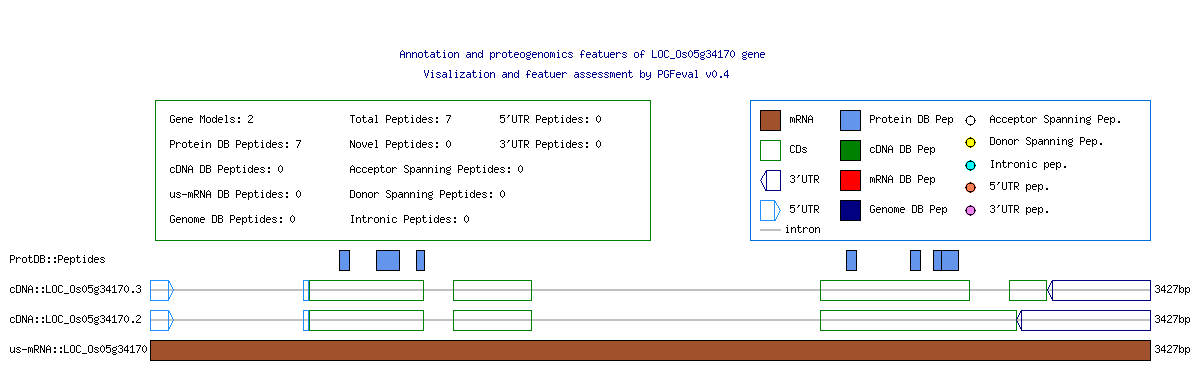 Annotation and proteogenomics featuers of LOC_Os05g34170 gene
Visalization and featuer assessment by PGFeval v0.4
Gene Models: 2 Total Peptides: 7 5'UTR Peptides: 0
Protein DB Peptides: 7 Novel Peptides: 0 3'UTR Peptides: 0
cDNA DB Peptides: 0 Acceptor Spanning Peptides: 0
us-mRNA DB Peptides: 0 Donor Spanning Peptides: 0
Genome DB Peptides: 0 Intronic Peptides: 0
mRNA Protein DB Pep Acceptor Spanning Pep.
CDs cDNA DB Pep Donor Spanning Pep.
3'UTR mRNA DB Pep Intronic pep.
5'UTR Genome DB Pep 5'UTR pep.
intron 3'UTR pep.
ProtDB::Peptides
cDNA::LOC_Os05g34170.3 3427bp
cDNA::LOC_Os05g34170.2 3427bp
us-mRNA::LOC_Os05g34170 3427bp